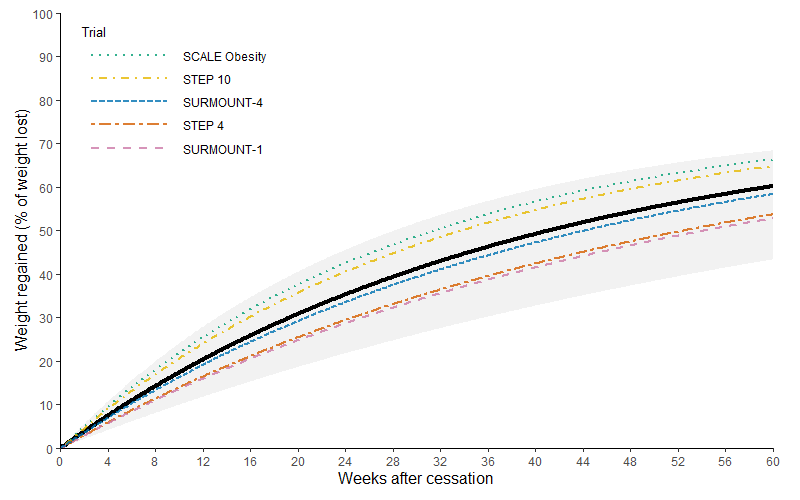 Trial
SCALE Obesity
STEP 10
SURMOUNT-4
STEP 4
SURMOUNT-1
Weight regained (% of weight lost)
100
90
80
70
60
50
40
30
20
10
0
0 4 8 12 16 20 24 28 32 36 40 44 48 52 56 60
Weeks after cessation